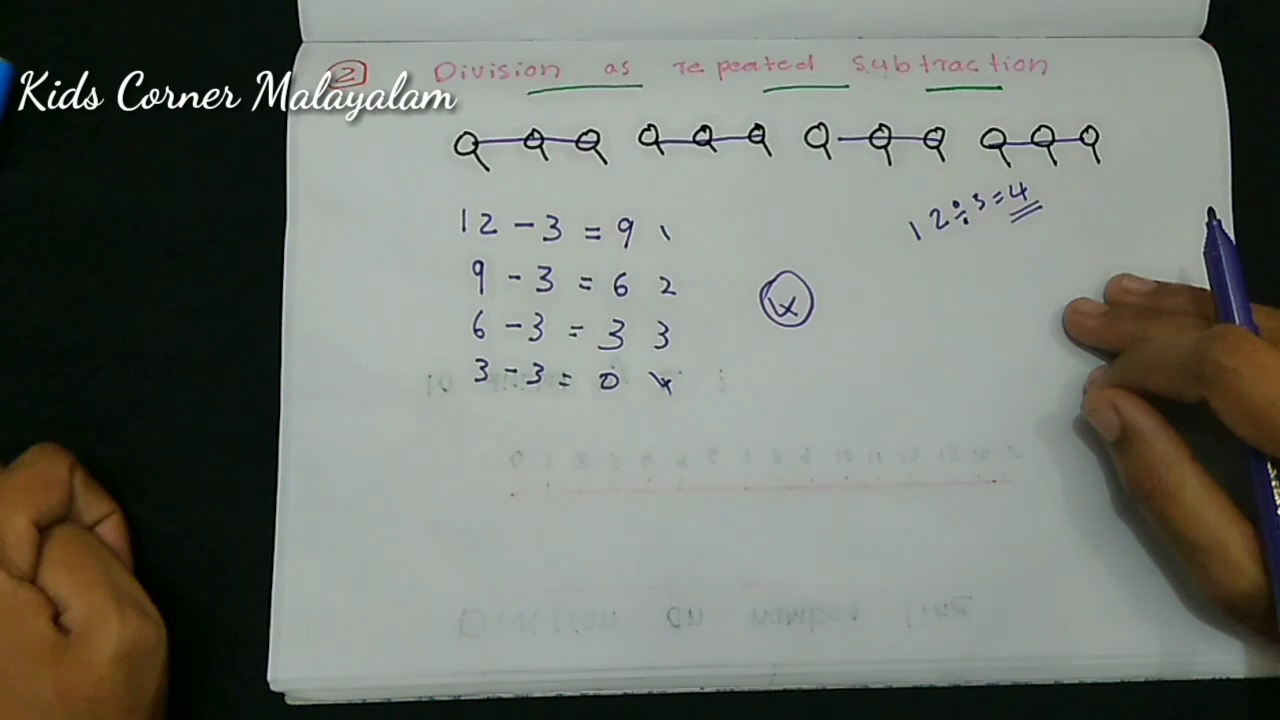 ② Division as repeated Subtraction
Kids Corner Malayalam
12 ÷ 3 = 4
12 - 3 = 9 1
9 - 3 = 6 2
6 - 3 = 3 3
3 - 3 = 0 4
4